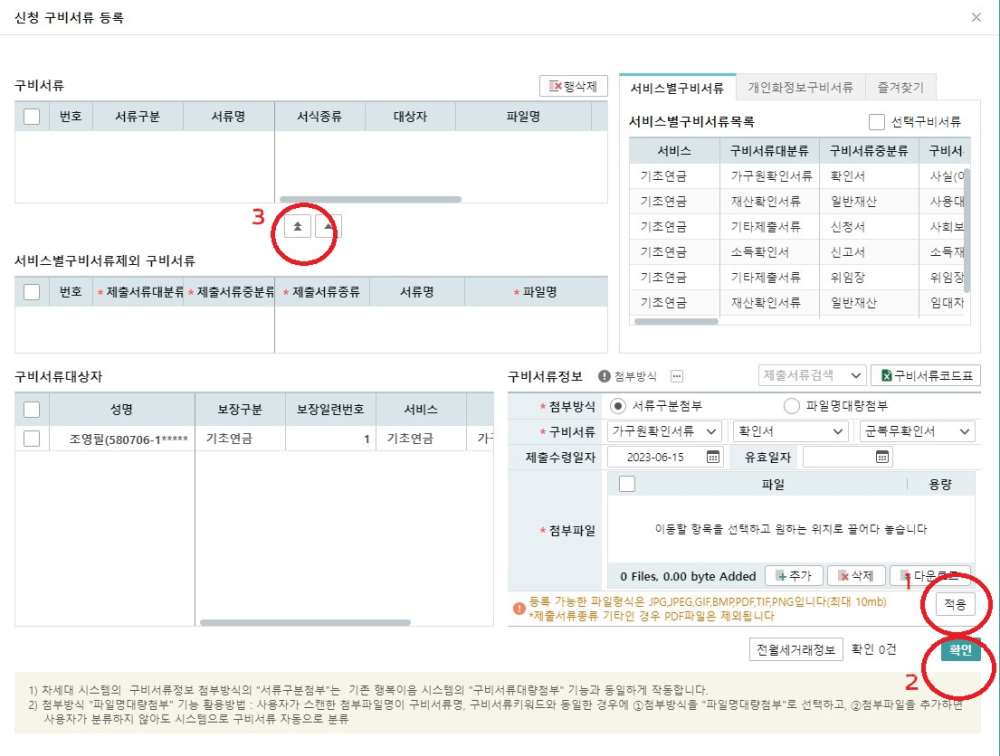 신청 구비서류 등록
구비서류
행삭제
번호 서류구분 서류명 서식종류 대상자 파일명
3
서비스별구비서류제외 구비서류
번호 * 제출서류대분류 * 제출서류중분류 * 제출서류종류 서류명 * 파일명
서비스별구비서류 개인화정보구비서류 즐겨찾기
서비스별구비서류목록 선택구비서류
서비스 구비서류대분류 구비서류중분류 구비서
기초연금 가구원확인서류 확인서 사실(이
기초연금 재산확인서류 일반재산 사용대
기초연금 기타제출서류 신청서 사회보
기초연금 소득확인서 신고서 소득재
기초연금 기타제출서류 위임장 위임장
기초연금 재산확인서류 일반재산 임대차
구비서류대상자
성명 보장구분 보장일련번호 서비스
조영필(580706-1***** 기초연금 1 기초연금 가구
구비서류정보 첨부방식 제출서류검색 구비서류코드표
* 첨부방식 서류구분첨부 파일명대량첨부
* 구비서류 가구원확인서류 확인서 군복무확인서
제출수령일자 2023-06-15 유효일자
* 첨부파일
파일 용량
이동할 항목을 선택하고 원하는 위치로 끌어다 놓습니다
0 Files, 0.00 byte Added 추가 삭제 다운로드
1
등록 가능한 파일형식은 JPG,JPEG,GIF,BMP,PDF,TIF,PNG입니다(최대 10mb)
*제출서류종류 기타인 경우 PDF파일은 제외됩니다
적용
전월세거래정보 확인 0건 확인
2
1) 차세대 시스템의 구비서류정보 첨부방식의 "서류구분첨부"는 기존 행복이음 시스템의 "구비서류대량첨부" 기능과 동일하게 작동합니다.
2) 첨부방식 "파일명대량첨부" 기능 활용방법 : 사용자가 스캔한 첨부파일명이 구비서류명, 구비서류키워드와 동일한 경우에 ①첨부방식을 "파일명대량첨부"로 선택하고, ②첨부파일을 추가하면
사용자가 분류하지 않아도 시스템으로 구비서류 자동으로 분류